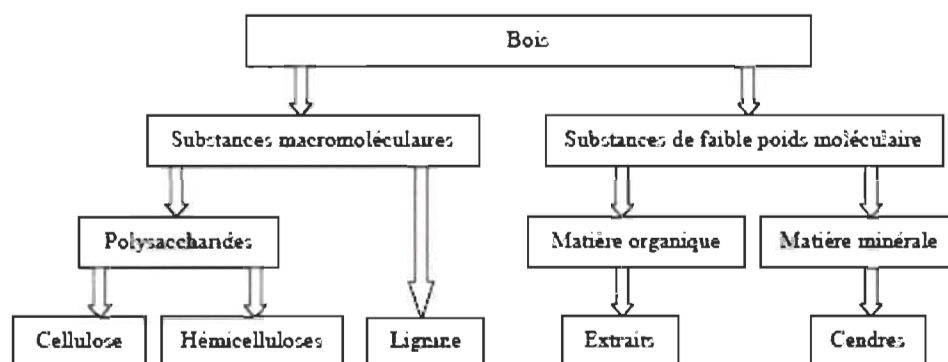 Bois
Substances macromoléculaires
Substances de faible poids moléculaire
Polysaccharides
Matière organique
Matière minérale
Cellulose
Hémicelluloses
Lignine
Extraits
Cendres